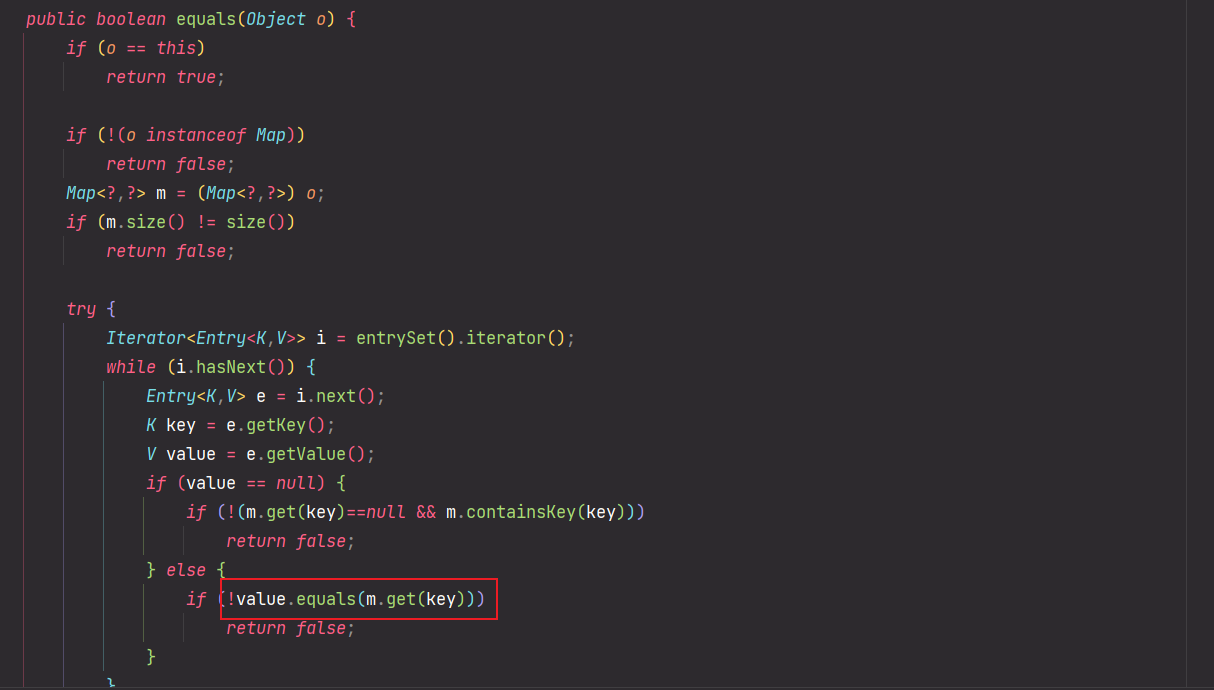 public boolean equals(Object o) {
if (o == this)
return true;
if (!(o instanceof Map))
return false;
Map<?,?> m = (Map<?,?>) o;
if (m.size() != size())
return false;
try {
Iterator<Entry<K,V>> i = entrySet().iterator();
while (i.hasNext()) {
Entry<K,V> e = i.next();
K key = e.getKey();
V value = e.getValue();
if (value == null) {
if (!(m.get(key)==null && m.containsKey(key)))
return false;
} else {
if (!value.equals(m.get(key)))
return false;
}
}